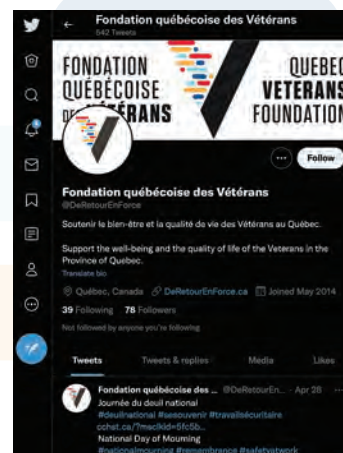 Fondation québécoise des Vétérans
542 Tweets
FONDATION
QUÉBÉCOISE
QUEBEC
VETERANS
FOUNDATION
Follow
Fondation québécoise des Vétérans
@DeRetourEnForce
Soutenir le bien-être et la qualité de vie des Vétérans au Québec.
Support the well-being and the quality of life of the Veterans in the
Province of Quebec.
Translate bio
Québec, Canada DeRetourEnForce.ca Joined May 2014
39 Following 78 Followers
Not followed by anyone you're following
Tweets Tweets & replies Media Likes
Fondation québécoise des ... @DeRetourEn... · Apr 28
Journée du deuil national
#deuilnational #sesouvenir #travailsécuritaire
cchst.ca/?msclkid=5fc5b...
National Day of Mourning
#nationalmourning #remembrance #safetyatwork